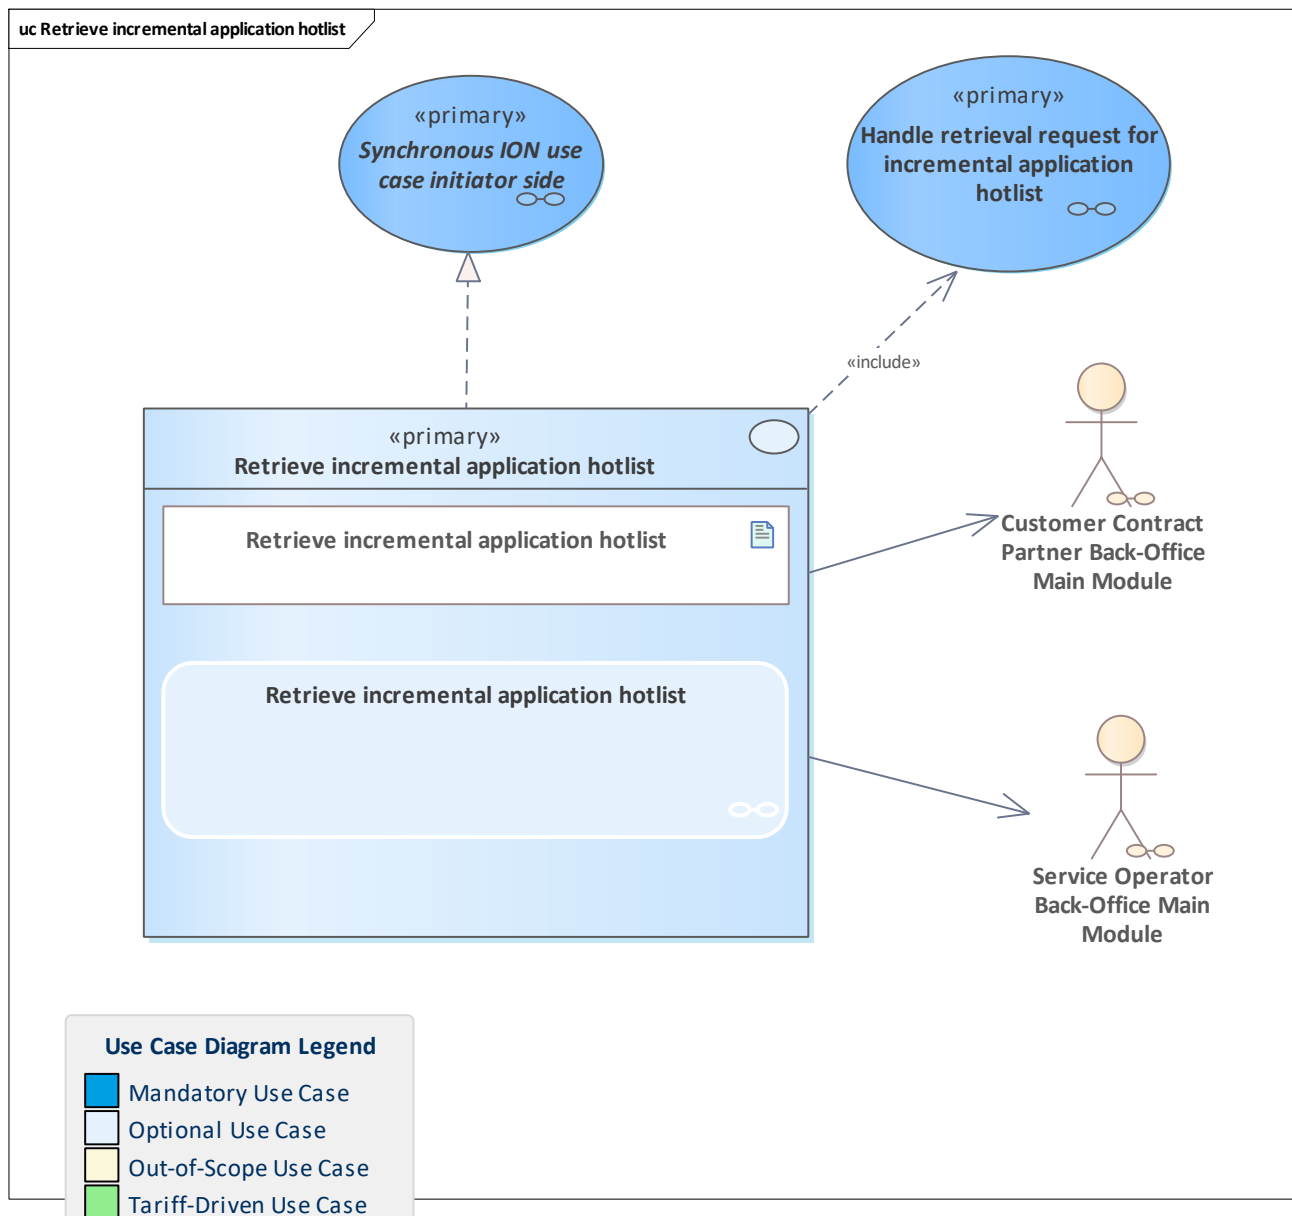 uc Retrieve incremental application hotlist
«primary»
Synchronous ION use
case initiator side
«primary»
Handle retrieval request for
incremental application
hotlist
«include»
«primary»
Retrieve incremental application hotlist
Retrieve incremental application hotlist
Retrieve incremental application hotlist
Customer Contract
Partner Back-Office
Main Module
Service Operator
Back-Office Main
Module
Use Case Diagram Legend
Mandatory Use Case
Optional Use Case
Out-of-Scope Use Case
Tariff-Driven Use Case